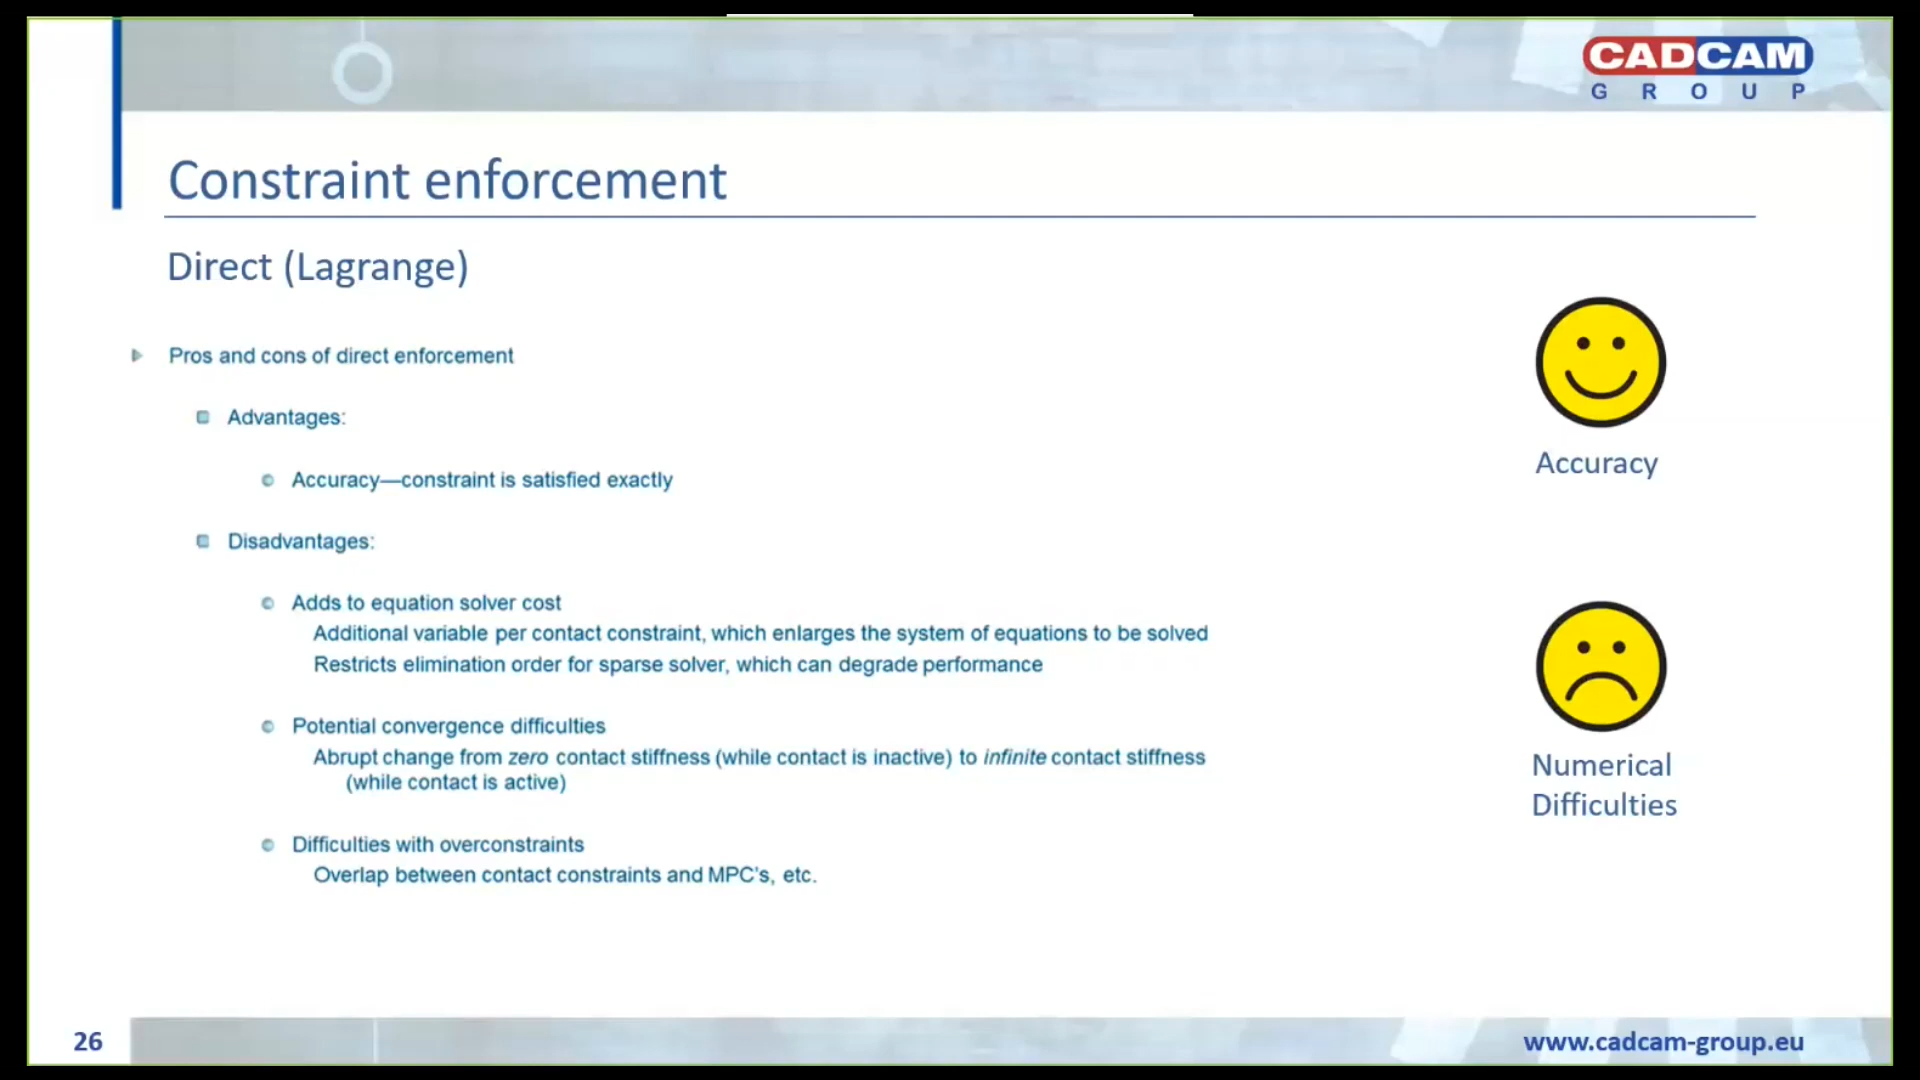 CADCAM
GROUP
Constraint enforcement
Direct (Lagrange)
Pros and cons of direct enforcement
Advantages:
Accuracy—constraint is satisfied exactly
Accuracy
Disadvantages:
Adds to equation solver cost
Additional variable per contact constraint, which enlarges the system of equations to be solved
Restricts elimination order for sparse solver, which can degrade performance
Potential convergence difficulties
Abrupt change from zero contact stiffness (while contact is inactive) to infinite contact stiffness
(while contact is active)
Numerical
Difficulties
Difficulties with overconstraints
Overlap between contact constraints and MPC's, etc.
26
www.cadcam-group.eu